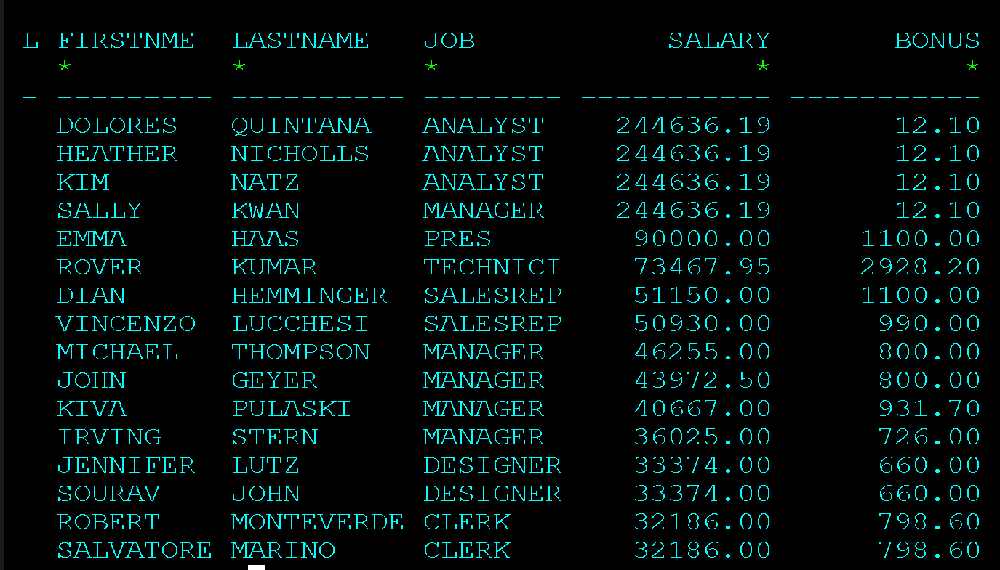 L FIRSTNME LASTNAME JOB SALARY BONUS
* * * * *
- --------- ---------- -------- ----------- -----------
DOLORES QUINTANA ANALYST 244636.19 12.10
HEATHER NICHOLLS ANALYST 244636.19 12.10
KIM NATZ ANALYST 244636.19 12.10
SALLY KWAN MANAGER 244636.19 12.10
EMMA HAAS PRES 90000.00 1100.00
ROVER KUMAR TECHNICI 73467.95 2928.20
DIAN HEMMINGER SALESREP 51150.00 1100.00
VINCENZO LUCCHESI SALESREP 50930.00 990.00
MICHAEL THOMPSON MANAGER 46255.00 800.00
JOHN GEYER MANAGER 43972.50 800.00
KIVA PULASKI MANAGER 40667.00 931.70
IRVING STERN MANAGER 36025.00 726.00
JENNIFER LUTZ DESIGNER 33374.00 660.00
SOURAV JOHN DESIGNER 33374.00 660.00
ROBERT MONTEVERDE CLERK 32186.00 798.60
SALVATORE MARINO CLERK 32186.00 798.60